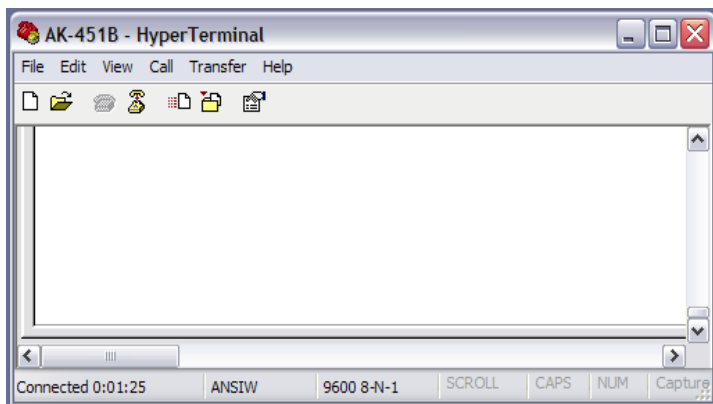 AK-451B - HyperTerminal
File Edit View Call Transfer Help
Connected 0:01:25 ANSIW 9600 8-N-1 SCROLL CAPS NUM Capture